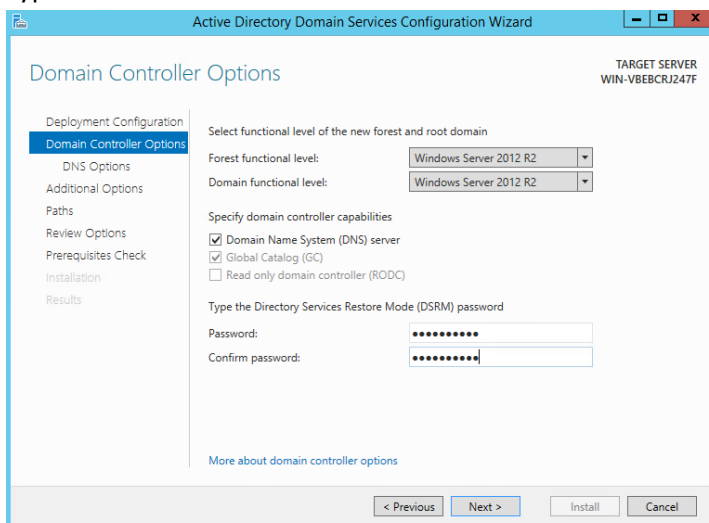 Active Directory Domain Services Configuration Wizard
Domain Controller Options
TARGET SERVER
WIN-VBEBCRJ247F
Deployment Configuration
Domain Controller Options
DNS Options
Additional Options
Paths
Review Options
Prerequisites Check
Installation
Results
Select functional level of the new forest and root domain
Forest functional level:
Windows Server 2012 R2
Domain functional level:
Windows Server 2012 R2
Specify domain controller capabilities
Domain Name System (DNS) server
Global Catalog (GC)
Read only domain controller (RODC)
Type the Directory Services Restore Mode (DSRM) password
Password:
●●●●●●●●●●
Confirm password:
●●●●●●●●●●
More about domain controller options
< Previous
Next >
Install
Cancel